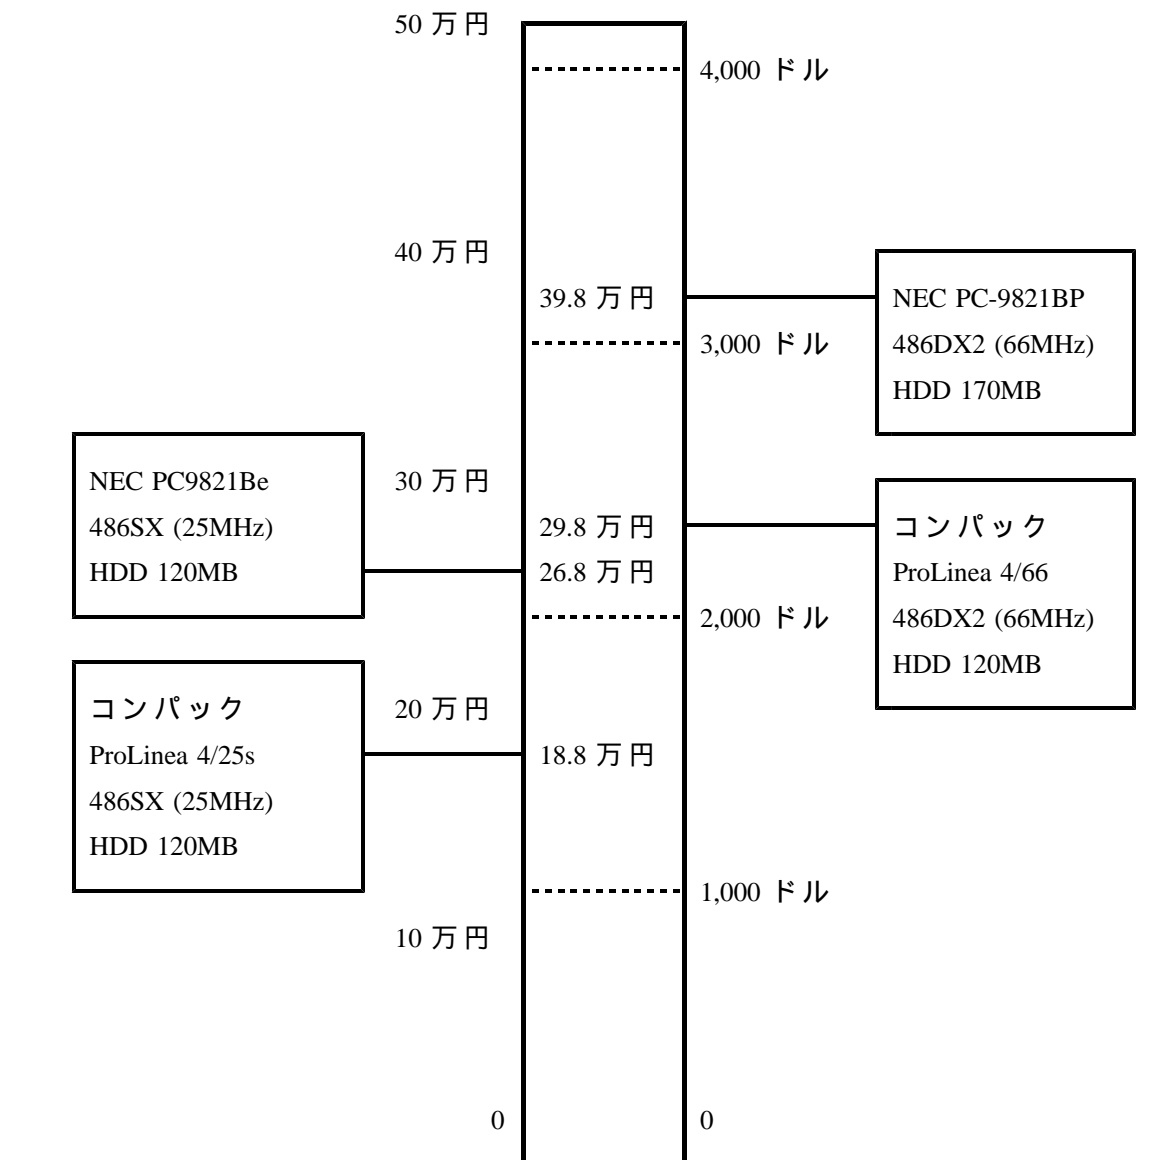 50 万円
4,000 ドル
40 万円
39.8 万円
NEC PC-9821BP
486DX2 (66MHz)
HDD 170MB
3,000 ドル
NEC PC9821Be
486SX (25MHz)
HDD 120MB
30 万円
29.8 万円
26.8 万円
コンパック
ProLinea 4/66
486DX2 (66MHz)
HDD 120MB
2,000 ドル
コンパック
ProLinea 4/25s
486SX (25MHz)
HDD 120MB
20 万円
18.8 万円
1,000 ドル
10 万円
0
0